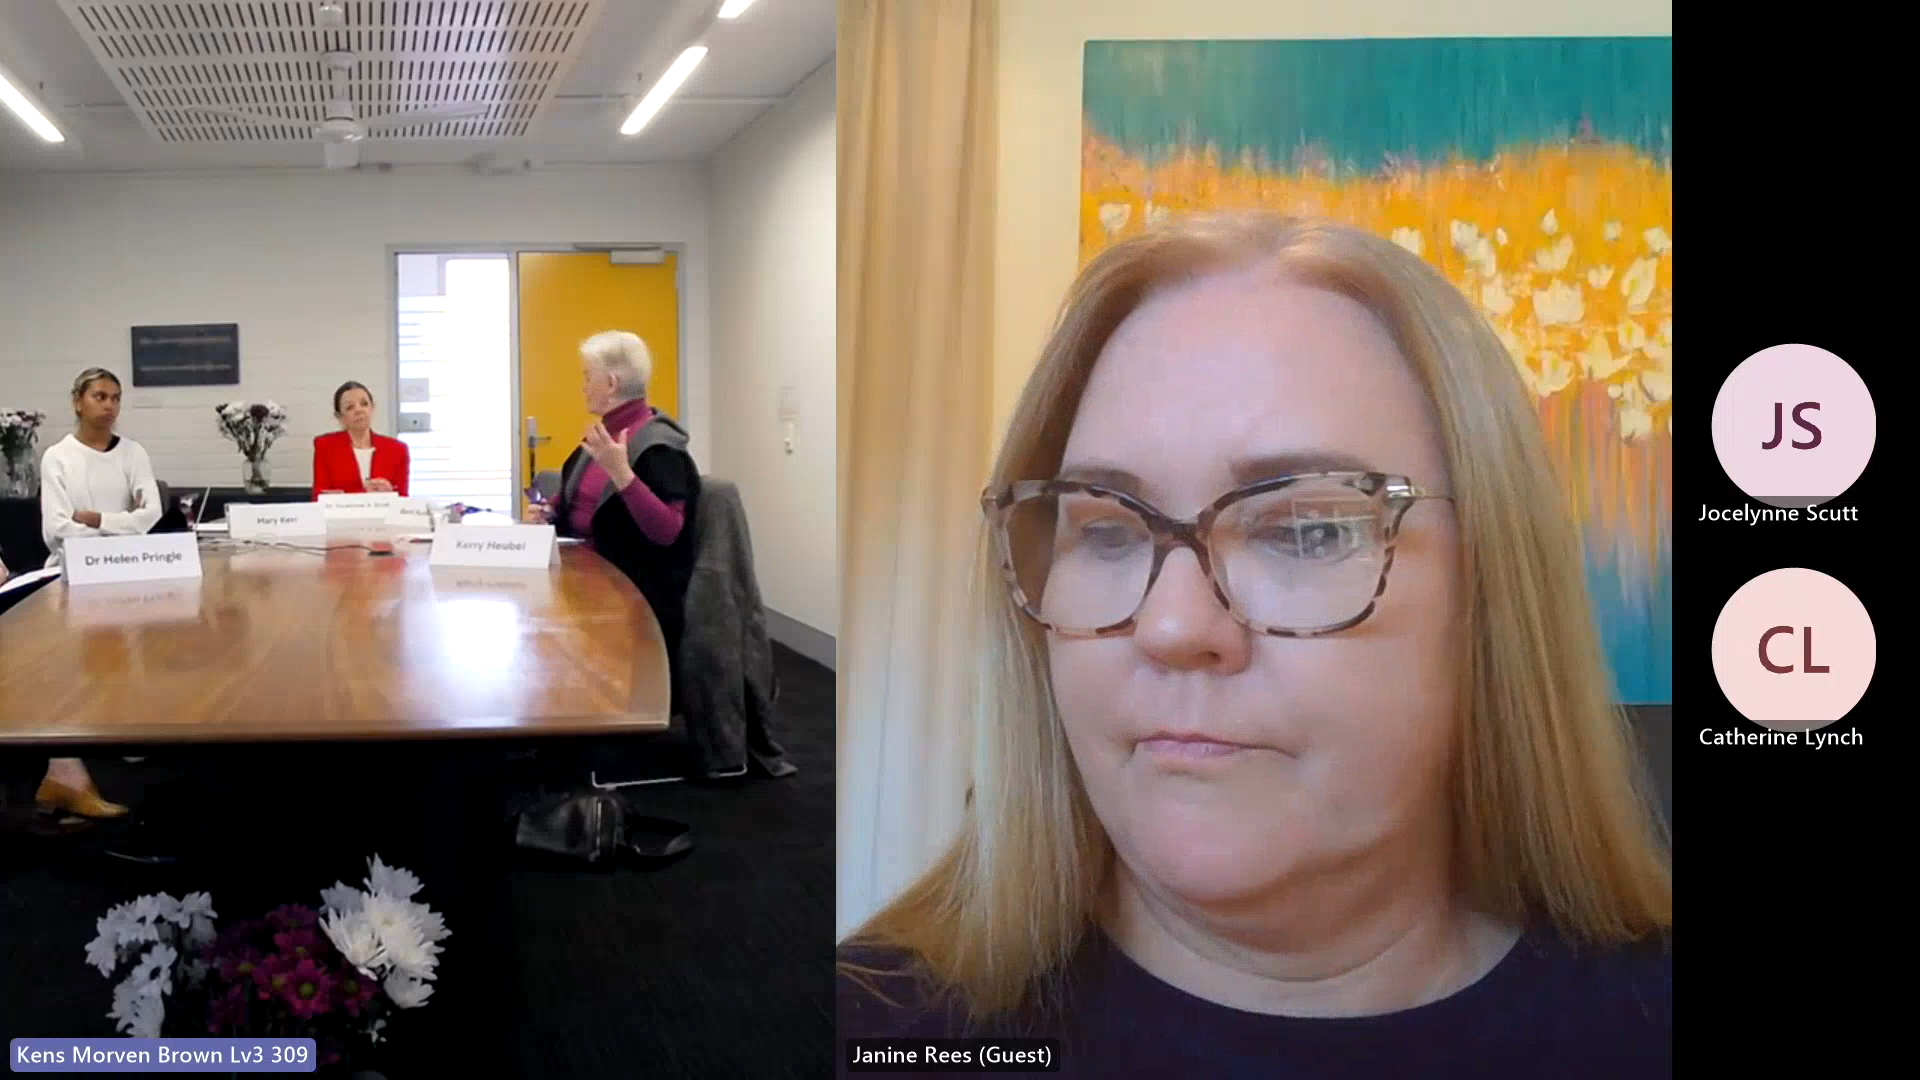 Mary Kerr
Dr Helen Pringle
Kerry Heubel
JS
Jocelynne Scutt
CL
Catherine Lynch
Kens Morven Brown Lv3 309
Janine Rees (Guest)